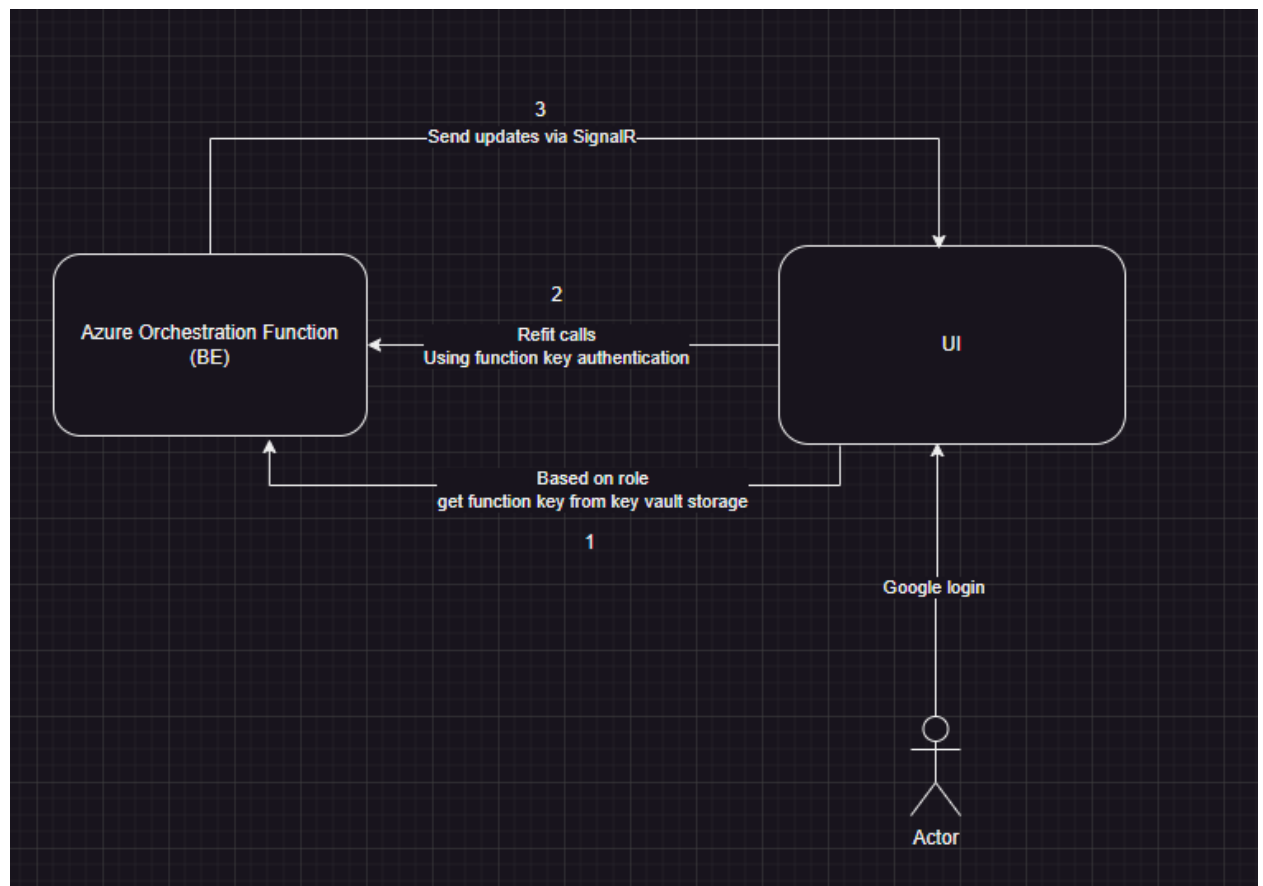 3
Send updates via SignalR
2
Azure Orchestration Function
(BE)
Refit calls
Using function key authentication
UI
Based on role
get function key from key vault storage
1
Google login
Actor